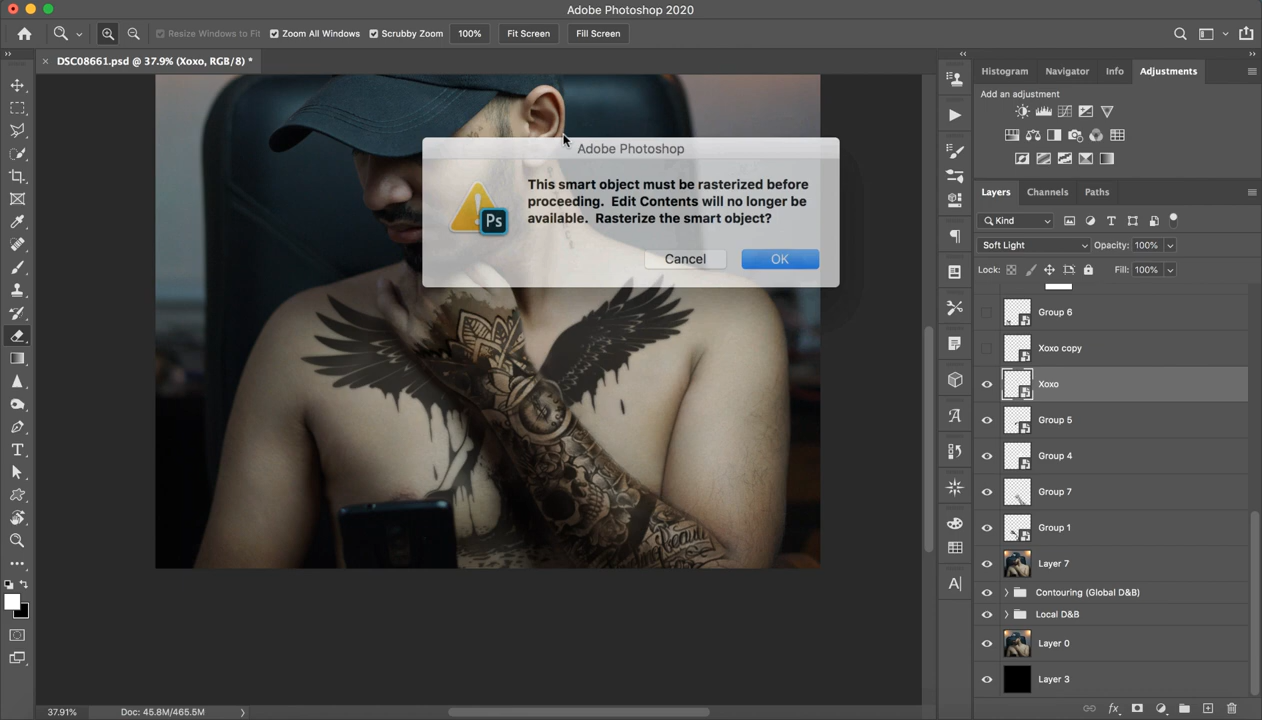 Adobe Photoshop 2020
Resize Windows to Fit
Zoom All Windows
Scrubby Zoom
100%
Fit Screen
Fill Screen
DSC08661.psd @ 37.9% (Xoxo, RGB/8) *
Histogram
Navigator
Info
Adjustments
Add an adjustment
Adobe Photoshop
This smart object must be rasterized before
proceeding. Edit Contents will no longer be
available. Rasterize the smart object?
Ps
Cancel
OK
Layers
Channels
Paths
Kind
Soft Light
Opacity: 100%
Lock:
Fill: 100%
Group 6
Xoxo copy
Xoxo
Group 5
Group 4
Group 7
Group 1
Layer 7
Contouring (Global D&B)
Local D&B
Layer 0
Layer 3
37.91%
Doc: 45.8M/465.5M